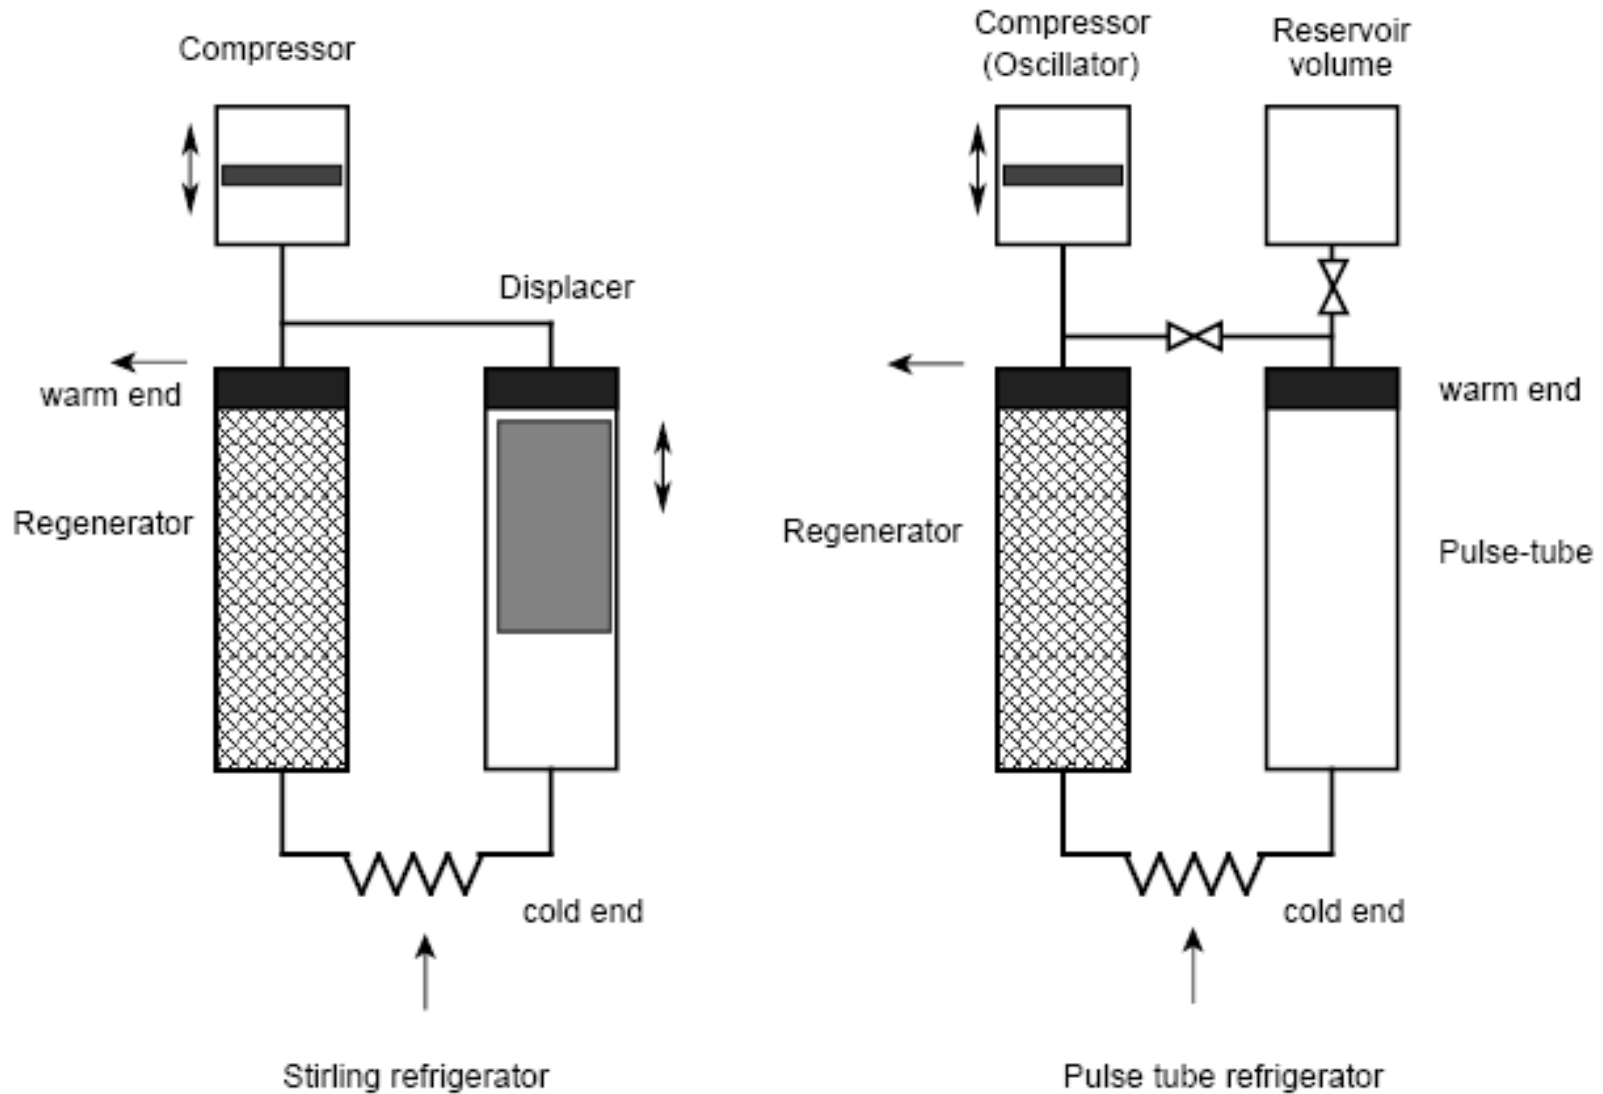 Compressor
Displacer
warm end
Regenerator
cold end
Stirling refrigerator
Compressor
(Oscillator)
Reservoir
volume
warm end
Regenerator
Pulse-tube
cold end
Pulse tube refrigerator